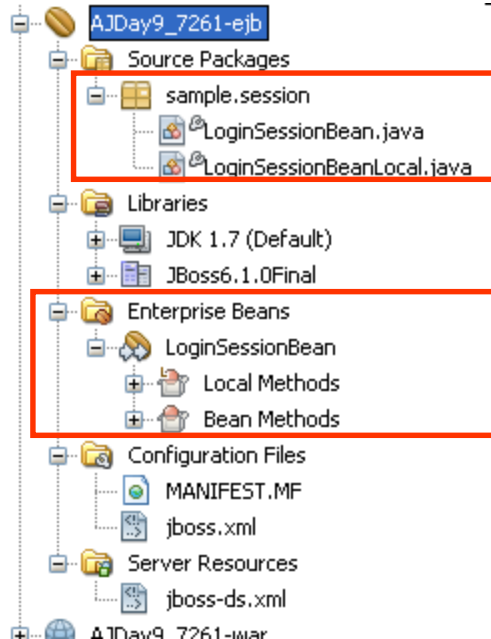 AJDay9_7261-ejb
Source Packages
sample.session
LoginSessionBean.java
LoginSessionBeanLocal.java
Libraries
JDK 1.7 (Default)
JBoss6.1.0Final
Enterprise Beans
LoginSessionBean
Local Methods
Bean Methods
Configuration Files
MANIFEST.MF
jboss.xml
Server Resources
jboss-ds.xml
AJDay9_7261-war